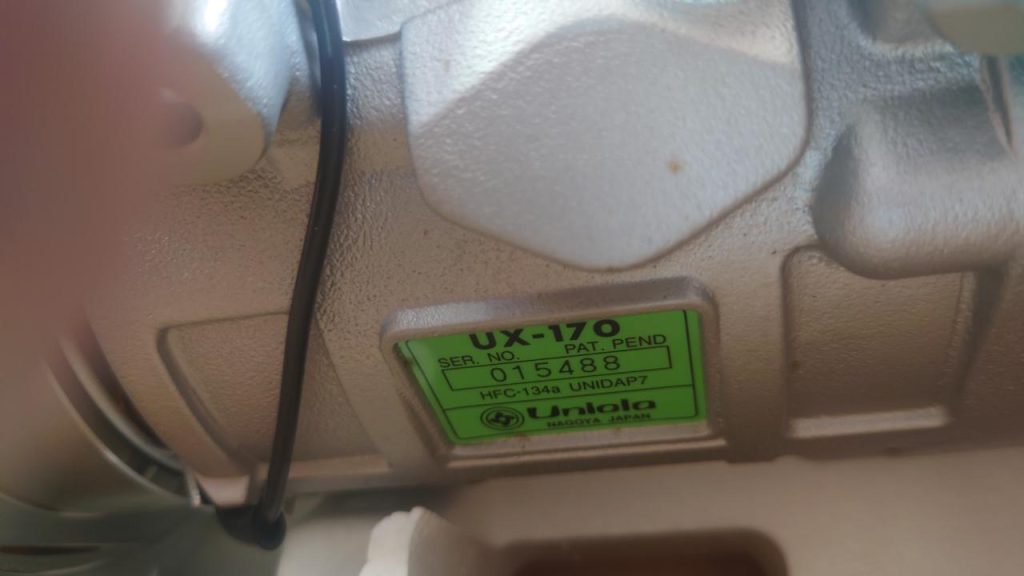 UX-170
SER. NO. PAT. PEND
015488
HFC-134a UNIDAP7
Unicla
NAGOYA JAPAN